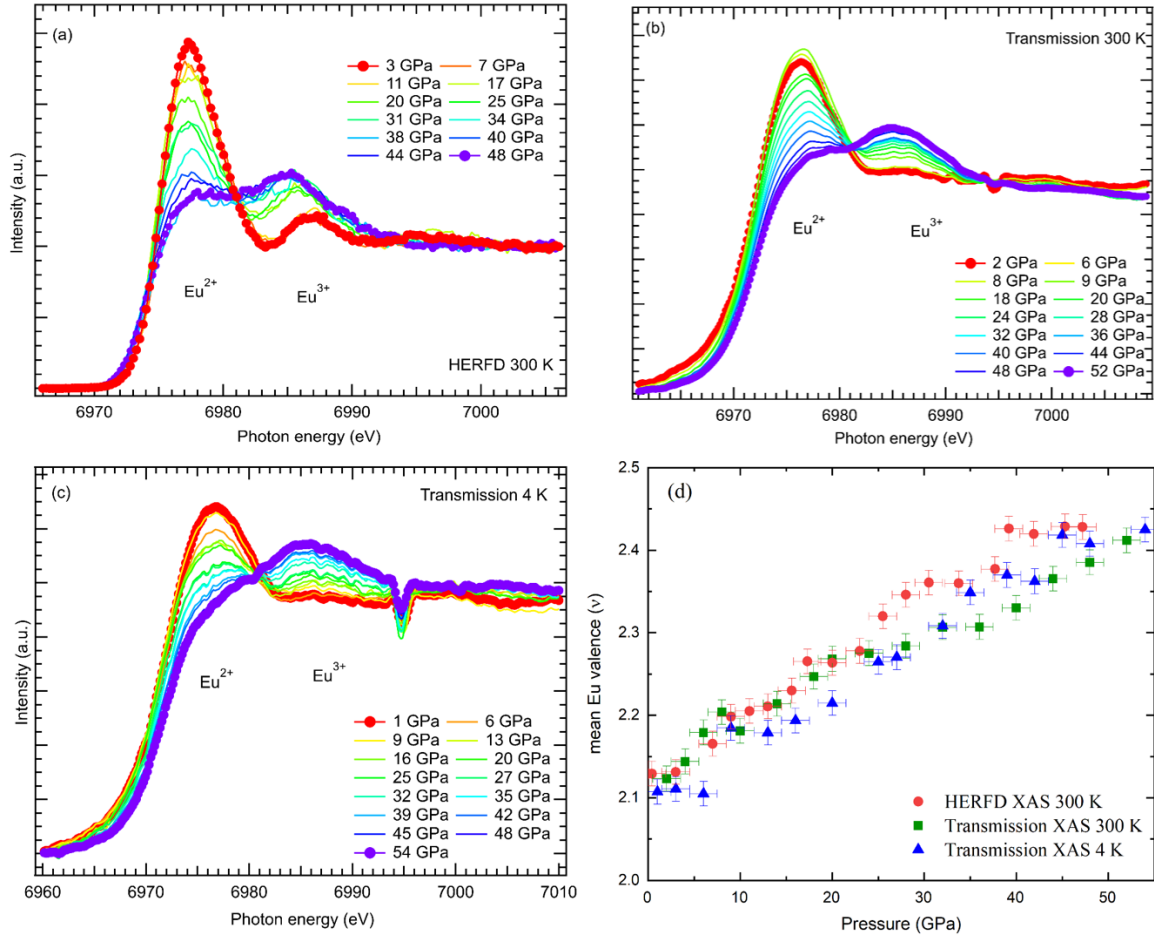 (a)
3 GPa 7 GPa
11 GPa 17 GPa
20 GPa 25 GPa
31 GPa 34 GPa
38 GPa 40 GPa
44 GPa 48 GPa
Intensity (a.u.)
Eu2+
Eu3+
HERFD 300 K
6970 6980 6990 7000
Photon energy (eV)
(b)
Transmission 300 K
Intensity (a.u.)
Eu2+ Eu3+
2 GPa 6 GPa
8 GPa 9 GPa
18 GPa 20 GPa
24 GPa 28 GPa
32 GPa 36 GPa
40 GPa 44 GPa
48 GPa 52 GPa
6970 6980 6990 7000
Photon energy (eV)
(c)
Transmission 4 K
Intensity (a.u.)
Eu2+ Eu3+
1 GPa 6 GPa
9 GPa 13 GPa
16 GPa 20 GPa
25 GPa 27 GPa
32 GPa 35 GPa
39 GPa 42 GPa
45 GPa 48 GPa
54 GPa
6960 6970 6980 6990 7000 7010
Photon energy (eV)
(d)
2.5
2.4
2.3
2.2
2.1
2.0
mean Eu valence (ν)
HERFD XAS 300 K
Transmission XAS 300 K
Transmission XAS 4 K
0 10 20 30 40 50
Pressure (GPa)